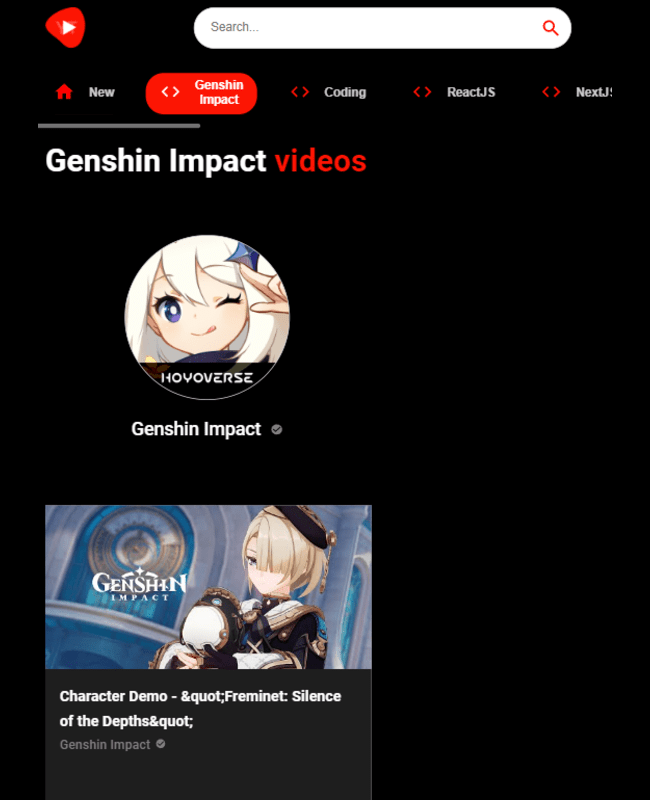 Search...
New
Genshin
Impact
Coding
ReactJS
NextJS
Genshin Impact videos
HOYOVERSE
Genshin Impact
GENSHIN
IMPACT
Character Demo - &quot;Freminet: Silence
of the Depths&quot;
Genshin Impact